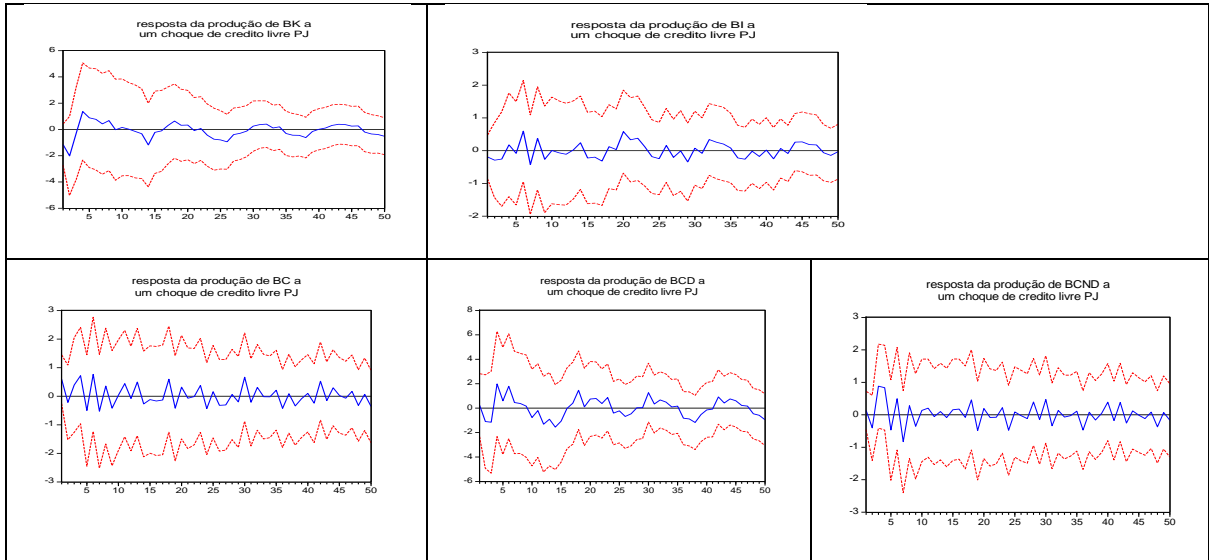 resposta da produção de BK a
um choque de credito livre PJ
6
4
2
0
-2
-4
-6
5 10 15 20 25 30 35 40 45 50
resposta da produção de BI a
um choque de credito livre PJ
3
2
1
0
-1
-2
5 10 15 20 25 30 35 40 45 50
resposta da produção de BC a
um choque de credito livre PJ
3
2
1
0
-1
-2
-3
5 10 15 20 25 30 35 40 45 50
resposta da produção de BCD a
um choque de credito livre PJ
8
6
4
2
0
-2
-4
-6
5 10 15 20 25 30 35 40 45 50
resposta da produção de BCND a
um choque de credito livre PJ
3
2
1
0
-1
-2
-3
5 10 15 20 25 30 35 40 45 50